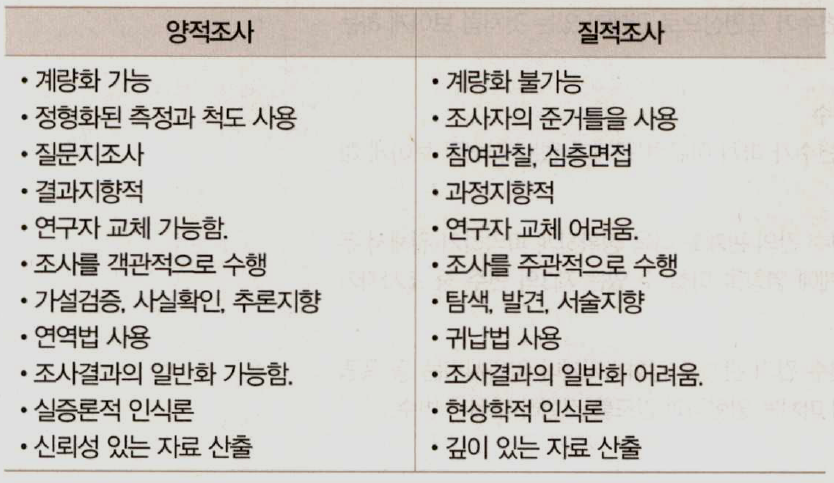 양적조사 질적조사
• 계량화 가능 • 계량화 불가능
• 정형화된 측정과 척도 사용 • 조사자의 준거틀을 사용
• 질문지조사 • 참여관찰, 심층면접
• 결과지향적 • 과정지향적
• 연구자 교체 가능함. • 연구자 교체 어려움.
• 조사를 객관적으로 수행 • 조사를 주관적으로 수행
• 가설검증, 사실확인, 추론지향 • 탐색, 발견, 서술지향
• 연역법 사용 • 귀납법 사용
• 조사결과의 일반화 가능함. • 조사결과의 일반화 어려움.
• 실증론적 인식론 • 현상학적 인식론
• 신뢰성 있는 자료 산출 • 깊이 있는 자료 산출